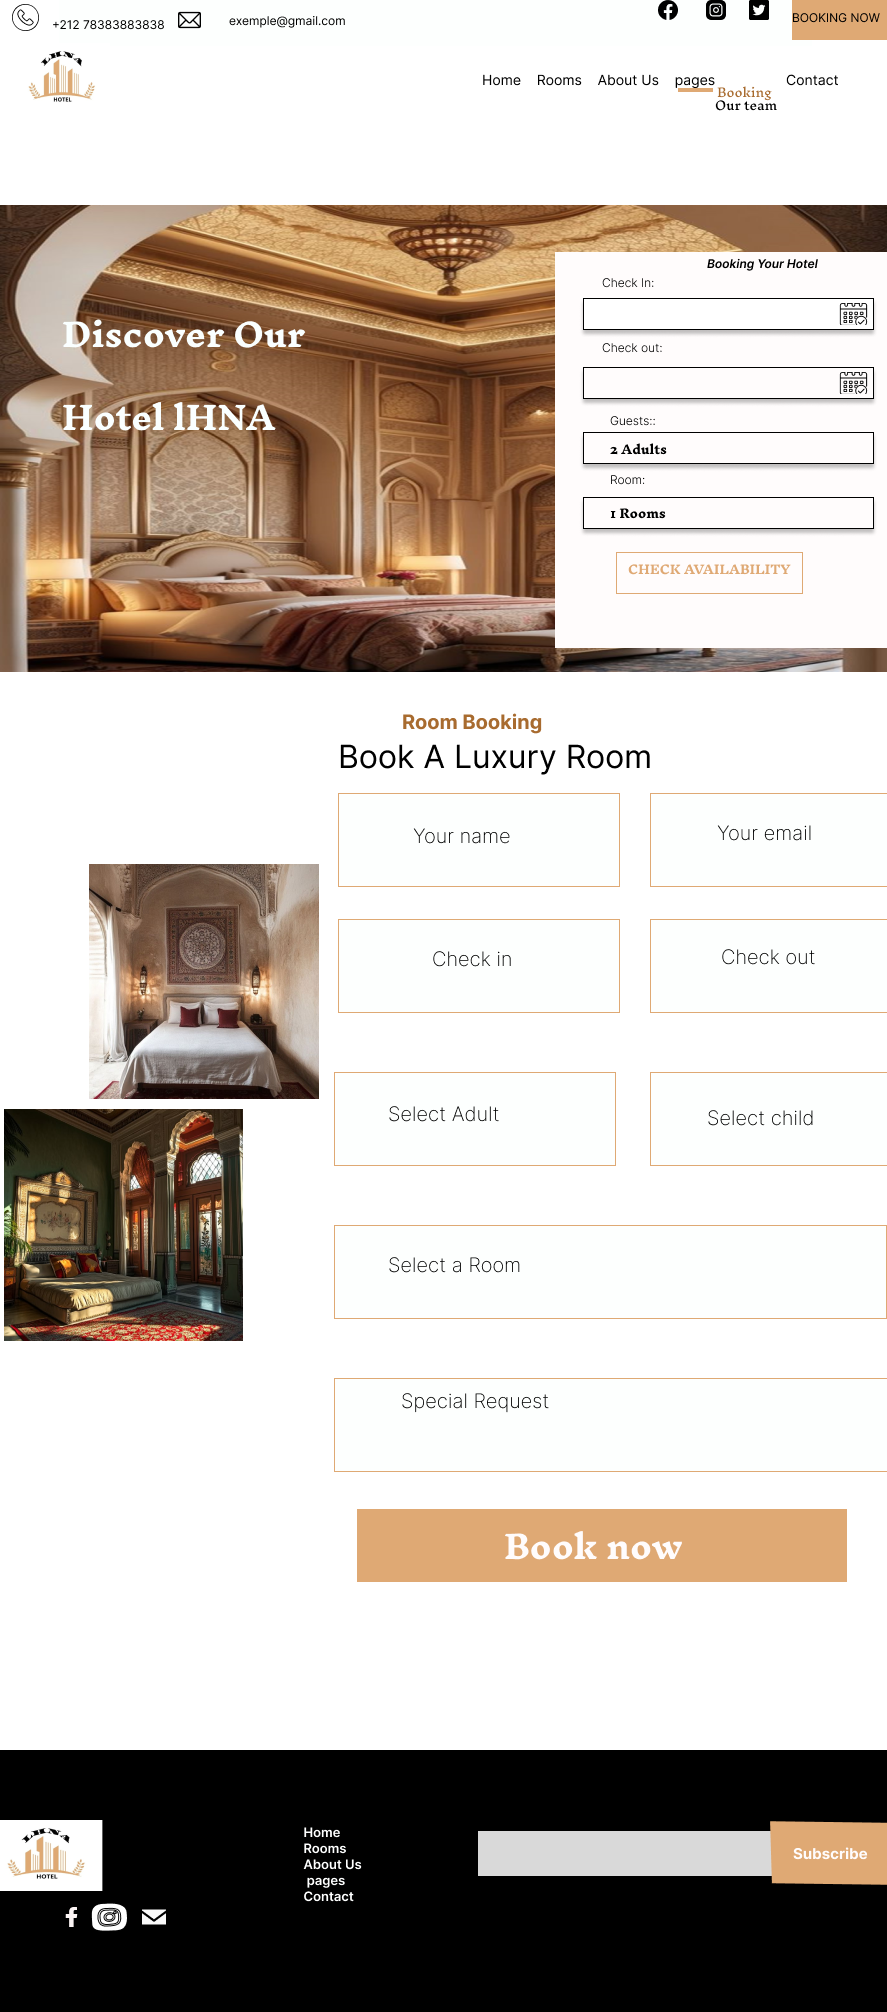 +212 78383883838
exemple@gmail.com
BOOKING NOW
LHNA
HOTEL
Home Rooms About Us pages Contact
Booking
Our team
Discover Our
Hotel lHNA
Booking Your Hotel
Check In:
Check out:
Guests::
2 Adults
Room:
1 Rooms
CHECK AVAILABILITY
Room Booking
Book A Luxury Room
Your name
Your email
Check in
Check out
Select Adult
Select child
Select a Room
Special Request
Book now
LHNA
HOTEL
Home
Rooms
About Us
pages
Contact
Subscribe